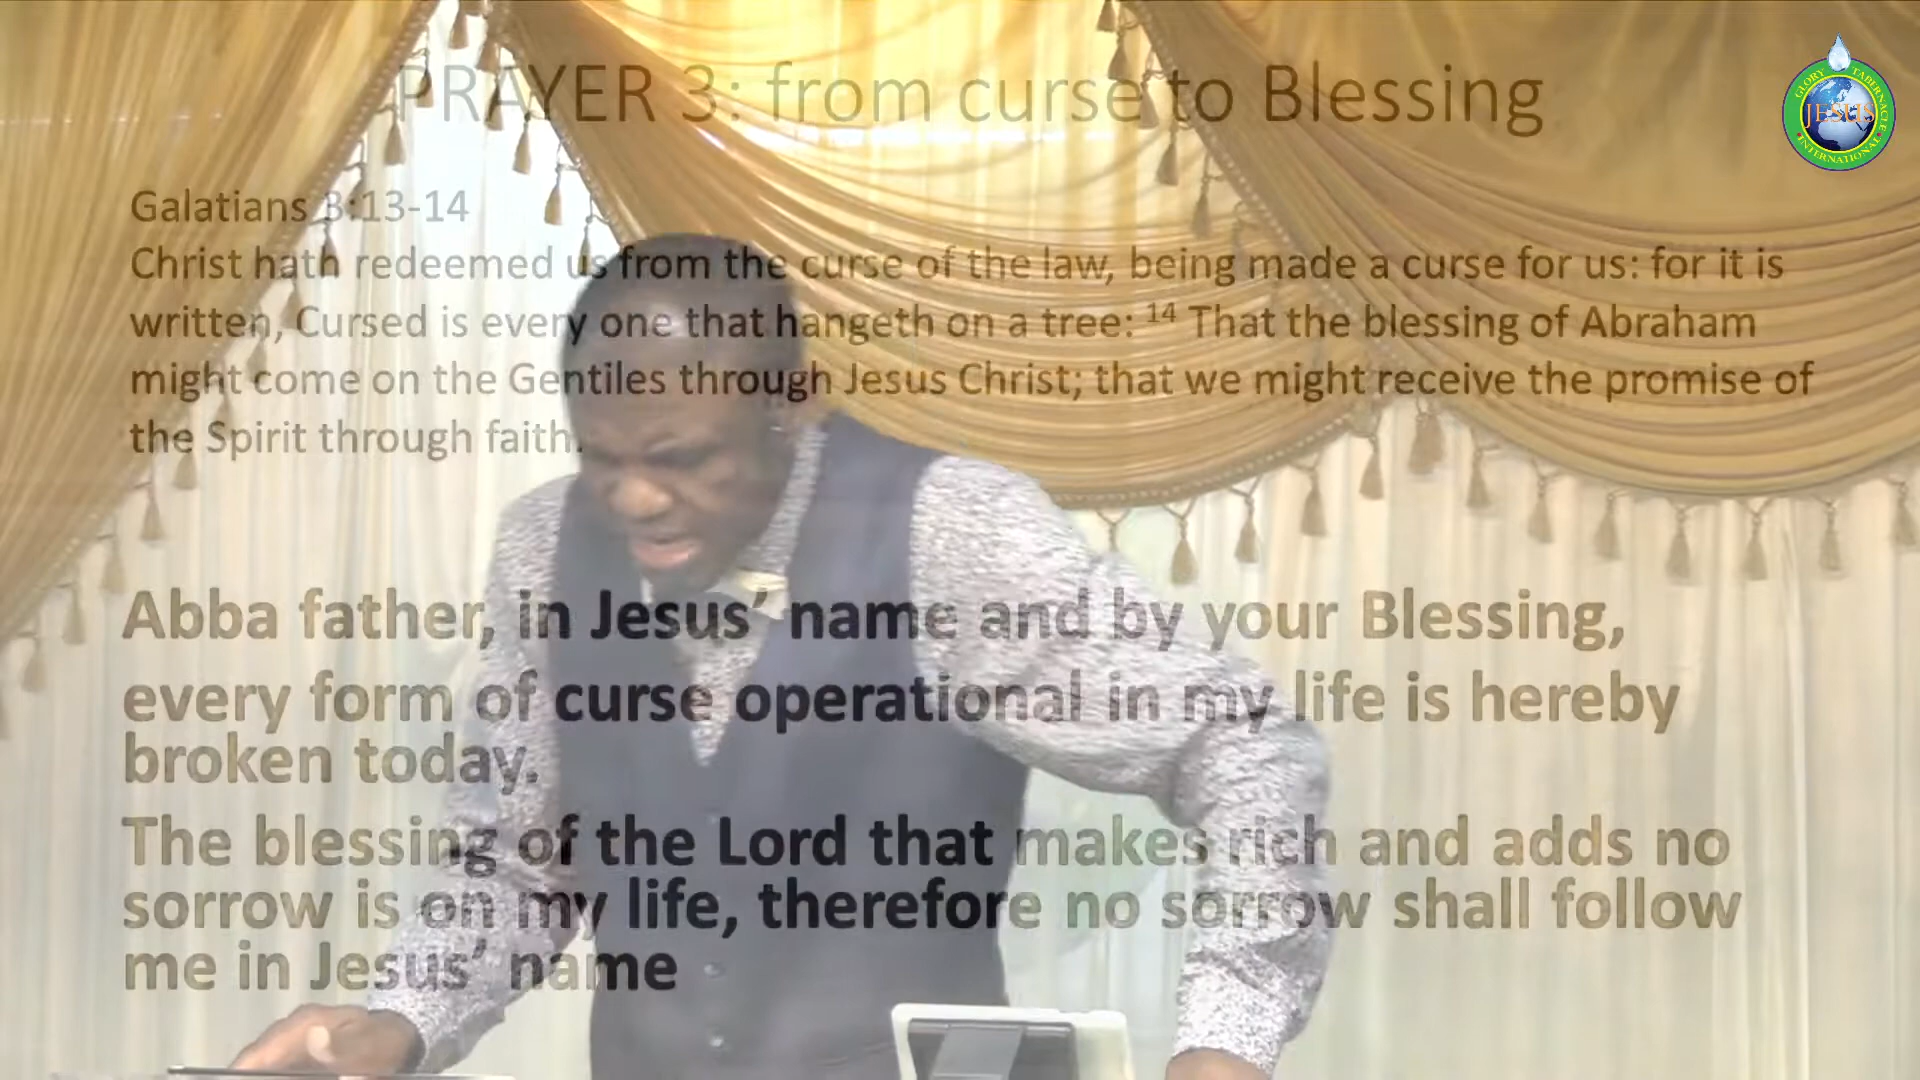 PRAYER 3: from curse to Blessing
GLORY TABERNACLE
JESUS
INTERNATIONAL
Galatians 3:13-14
Christ hath redeemed us from the curse of the law, being made a curse for us: for it is
written, Cursed is every one that hangeth on a tree: 14 That the blessing of Abraham
might come on the Gentiles through Jesus Christ; that we might receive the promise of
the Spirit through faith.
Abba father, in Jesus’ name and by your Blessing,
every form of curse operational in my life is hereby
broken today.
The blessing of the Lord that makes rich and adds no
sorrow is on my life, therefore no sorrow shall follow
me in Jesus’ name